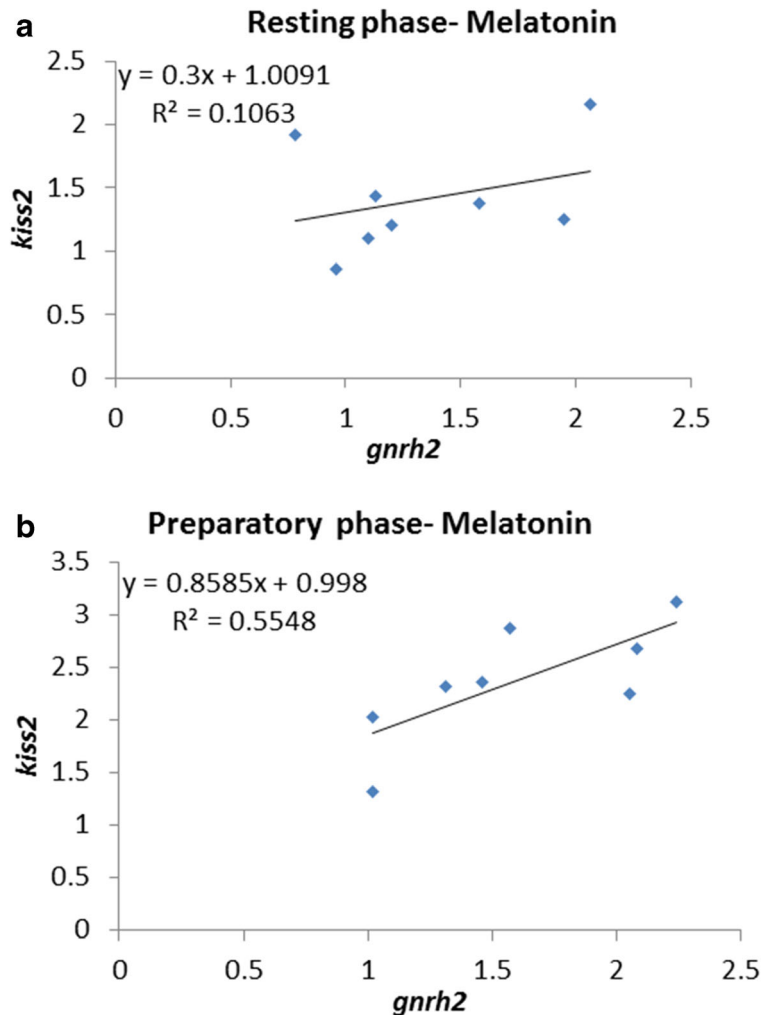 a
Resting phase- Melatonin
2.5
y = 0.3x + 1.0091
R² = 0.1063
2
1.5
kiss2
1
0.5
0
0 0.5 1 1.5 2 2.5
gnrh2
b
Preparatory phase- Melatonin
3.5
y = 0.8585x + 0.998
R² = 0.5548
3
2.5
2
kiss2
1.5
1
0.5
0
0 0.5 1 1.5 2 2.5
gnrh2